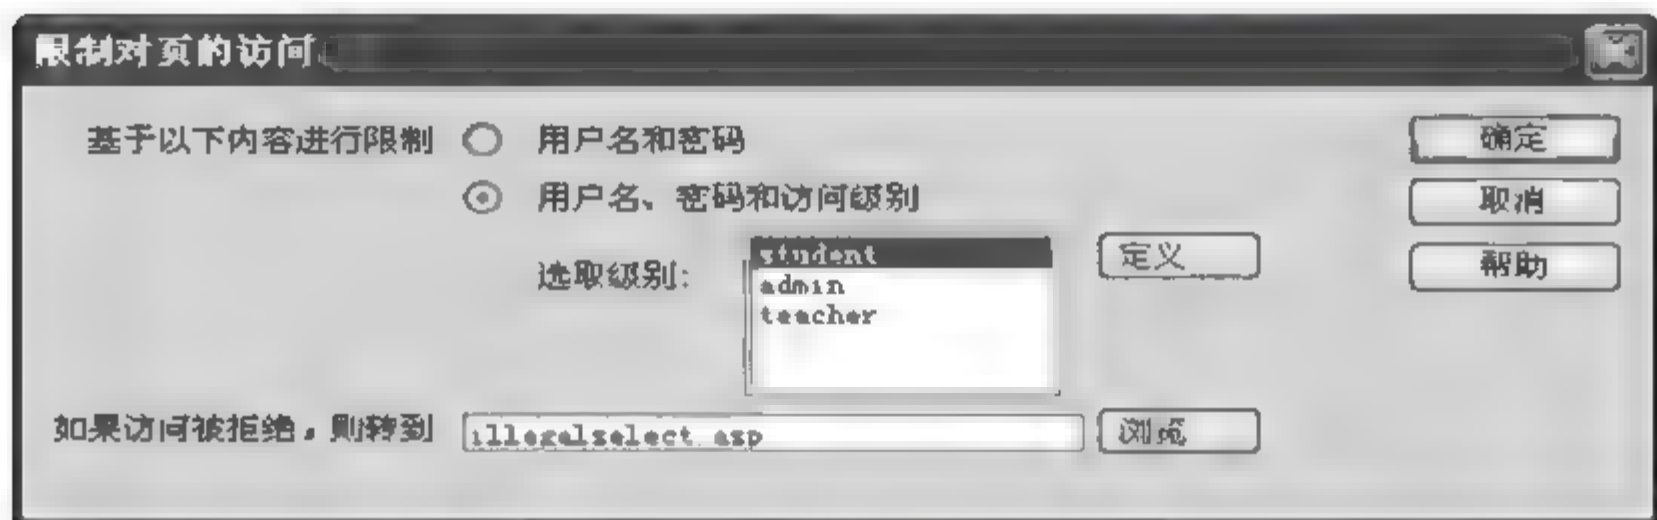 限制对页的访问
基于以下内容进行限制 用户名和密码 确定
用户名、密码和访问级别 取消
选取级别: student 定义 帮助
admin
teacher
如果访问被拒绝,则转到 illegalselect.asp 浏览